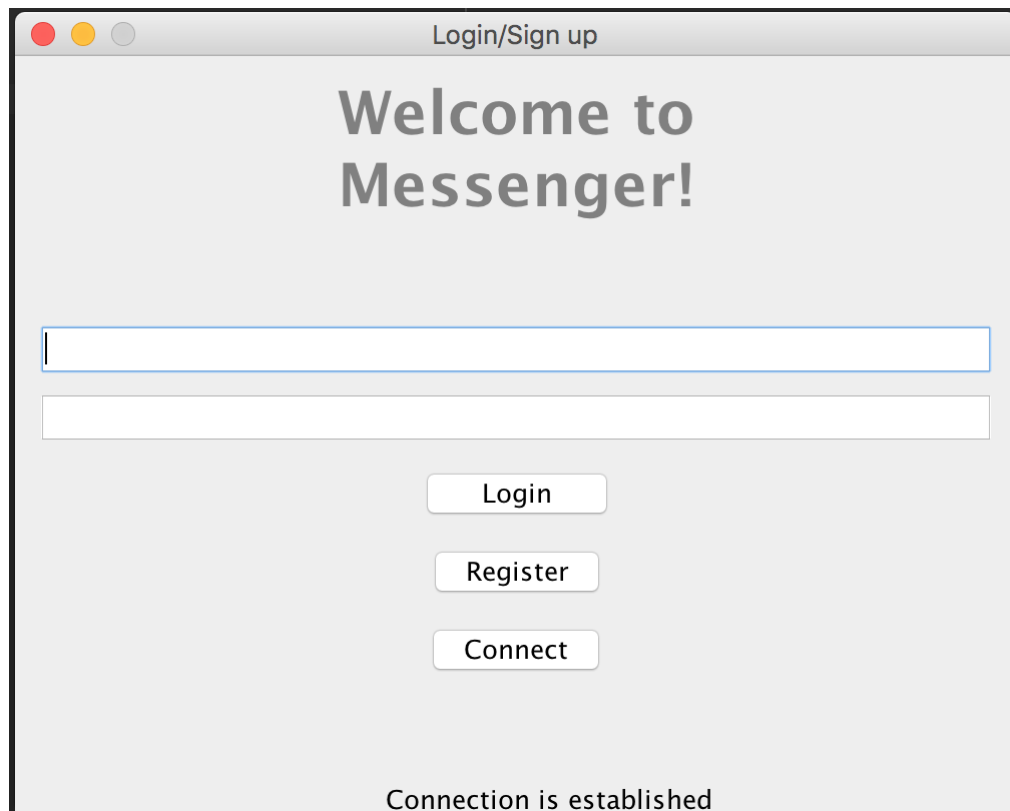 Login/Sign up
Welcome to
Messenger!
Login
Register
Connect
Connection is established